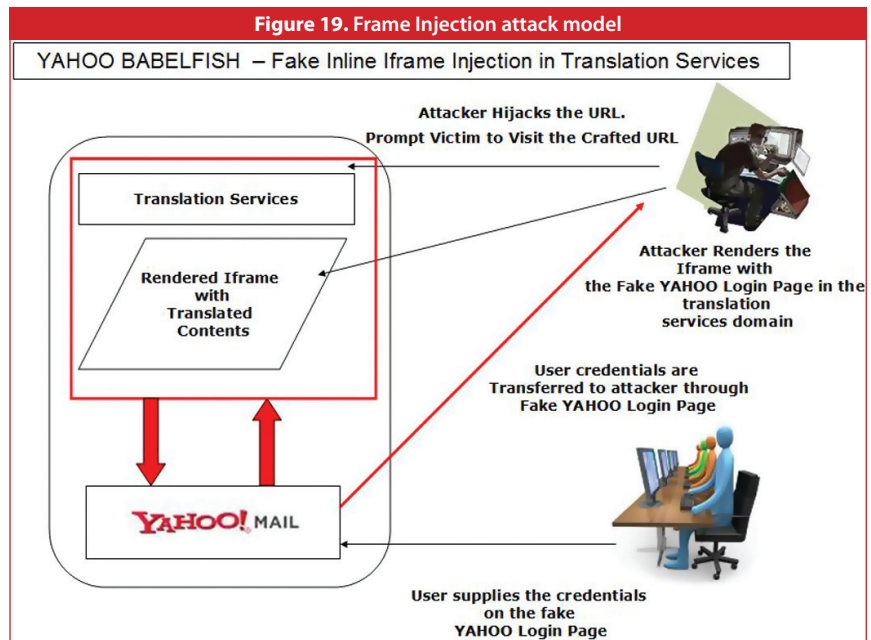 Figure 19. Frame Injection attack model
YAHOO BABELFISH – Fake Inline Iframe Injection in Translation Services
Attacker Hijacks the URL.
Prompt Victim to Visit the Crafted URL
Translation Services
Rendered Iframe
with
Translated
Contents
Attacker Renders the
Iframe with
the Fake YAHOO Login Page in the
translation
services domain
User credentials are
Transferred to attacker through
Fake YAHOO Login Page
YAHOO! MAIL
User supplies the credentials
on the fake
YAHOO Login Page